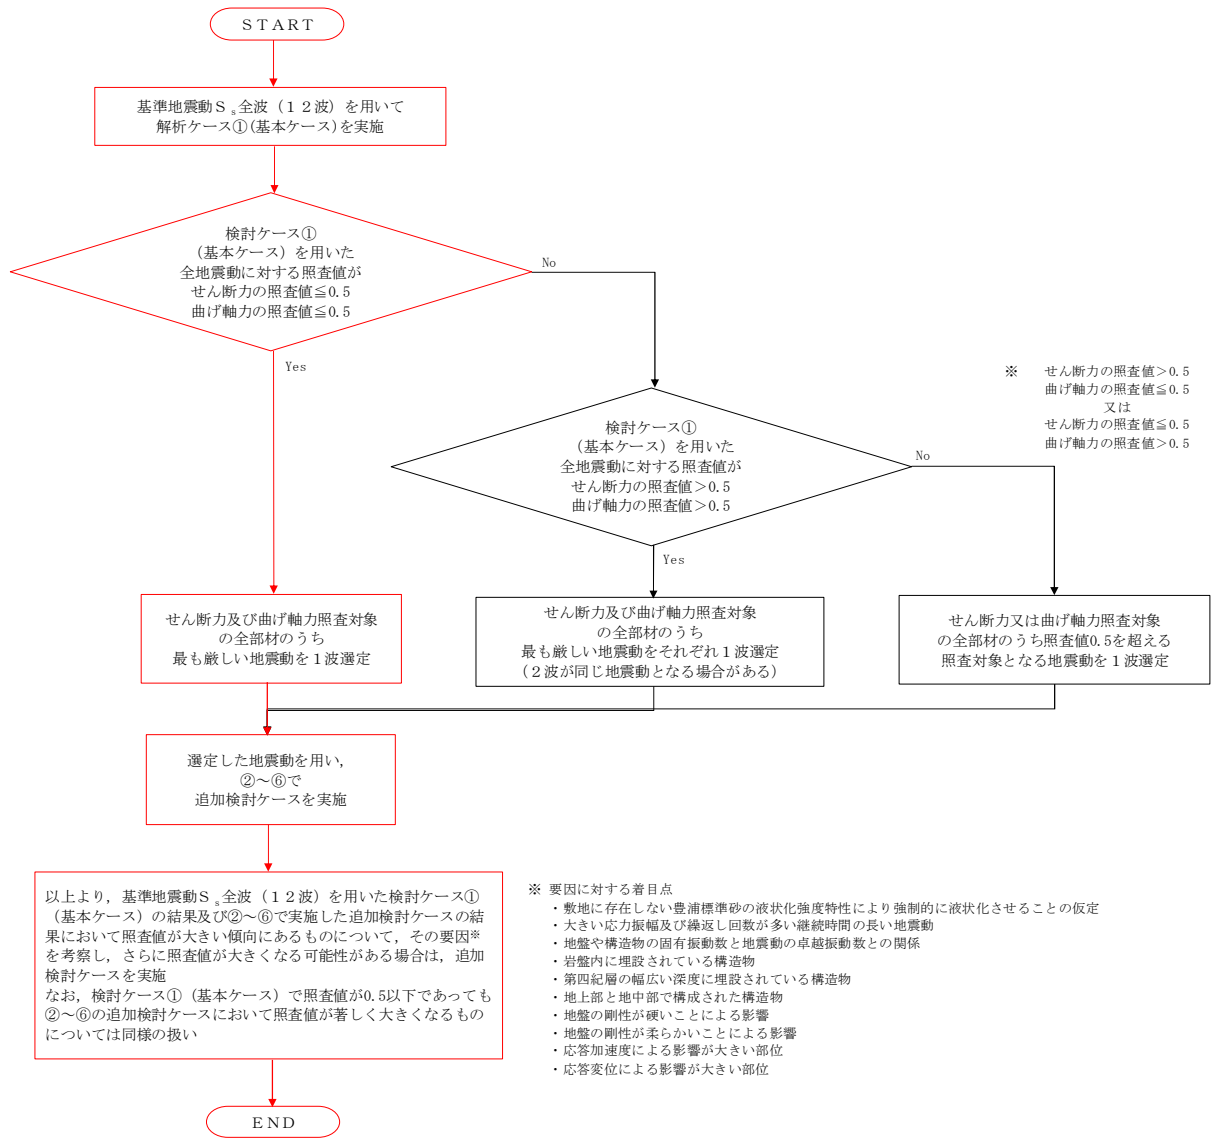 ＳＴＡＲＴ
基準地震動Ｓs全波（１２波）を用いて
解析ケース①(基本ケース)を実施
検討ケース①
（基本ケース）を用いた
全地震動に対する照査値が
せん断力の照査値≦0.5
曲げ軸力の照査値≦0.5
No
Yes
※　せん断力の照査値＞0.5
曲げ軸力の照査値≦0.5
又は
せん断力の照査値≦0.5
曲げ軸力の照査値＞0.5
検討ケース①
（基本ケース）を用いた
全地震動に対する照査値が
せん断力の照査値＞0.5
曲げ軸力の照査値＞0.5
No
Yes
せん断力及び曲げ軸力照査対象
の全部材のうち
最も厳しい地震動を１波選定
せん断力及び曲げ軸力照査対象
の全部材のうち
最も厳しい地震動をそれぞれ１波選定
（２波が同じ地震動となる場合がある）
せん断力又は曲げ軸力照査対象
の全部材のうち照査値0.5を超える
照査対象となる地震動を１波選定
選定した地震動を用い，
②～⑥で
追加検討ケースを実施
以上より，基準地震動Ｓs全波（１２波）を用いた検討ケース①
（基本ケース）の結果及び②～⑥で実施した追加検討ケースの結
果において照査値が大きい傾向にあるものについて，その要因※
を考察し，さらに照査値が大きくなる可能性がある場合は，追加
検討ケースを実施
なお，検討ケース①（基本ケース）で照査値が0.5以下であっても
②～⑥の追加検討ケースにおいて照査値が著しく大きくなるもの
については同様の扱い
※ 要因に対する着目点
・敷地に存在しない豊浦標準砂の液状化強度特性により強制的に液状化させることの仮定
・大きい応力振幅及び繰返し回数が多い継続時間の長い地震動
・地盤や構造物の固有振動数と地震動の卓越振動数との関係
・岩盤内に埋設されている構造物
・第四紀層の幅広い深度に埋設されている構造物
・地上部と地中部で構成された構造物
・地盤の剛性が硬いことによる影響
・地盤の剛性が柔らかいことによる影響
・応答加速度による影響が大きい部位
・応答変位による影響が大きい部位
ＥＮＤ